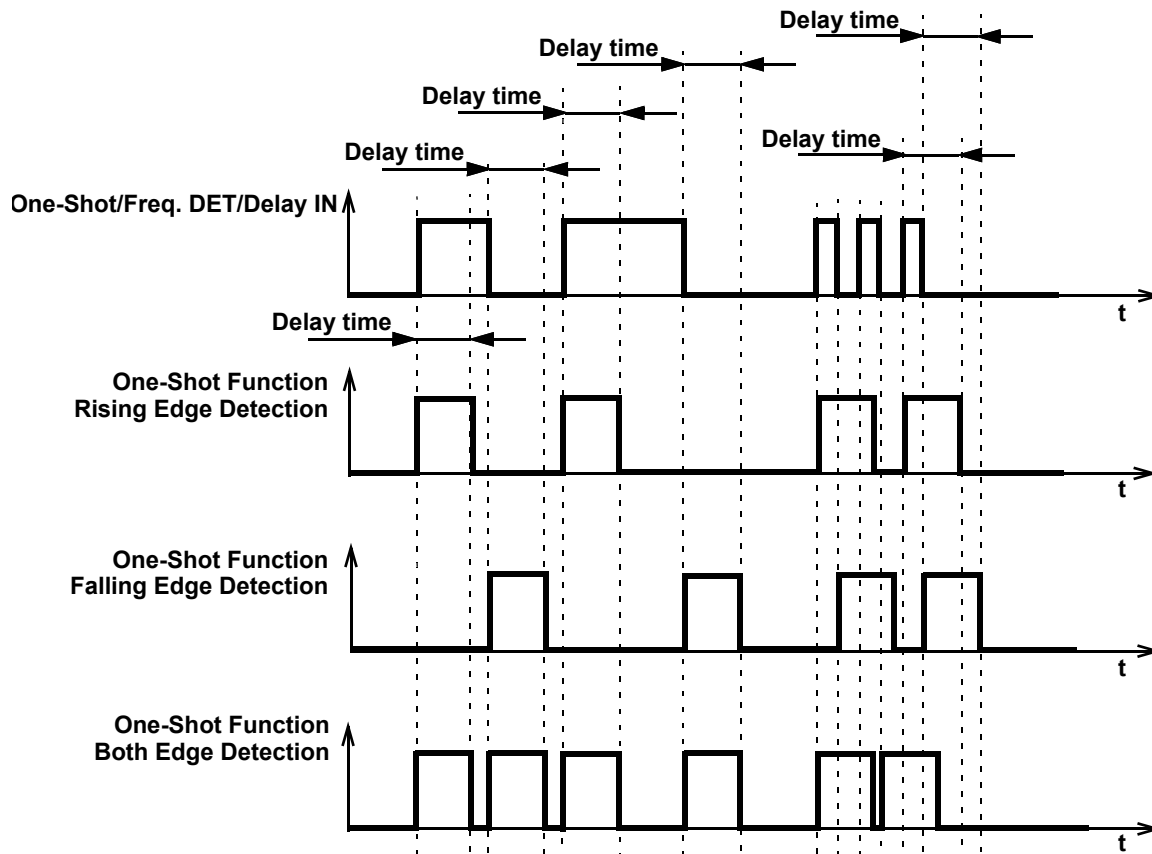 Delay time
Delay time
Delay time
Delay time
Delay time
One-Shot/Freq. DET/Delay IN
t
Delay time
One-Shot Function
Rising Edge Detection
t
One-Shot Function
Falling Edge Detection
t
One-Shot Function
Both Edge Detection
t